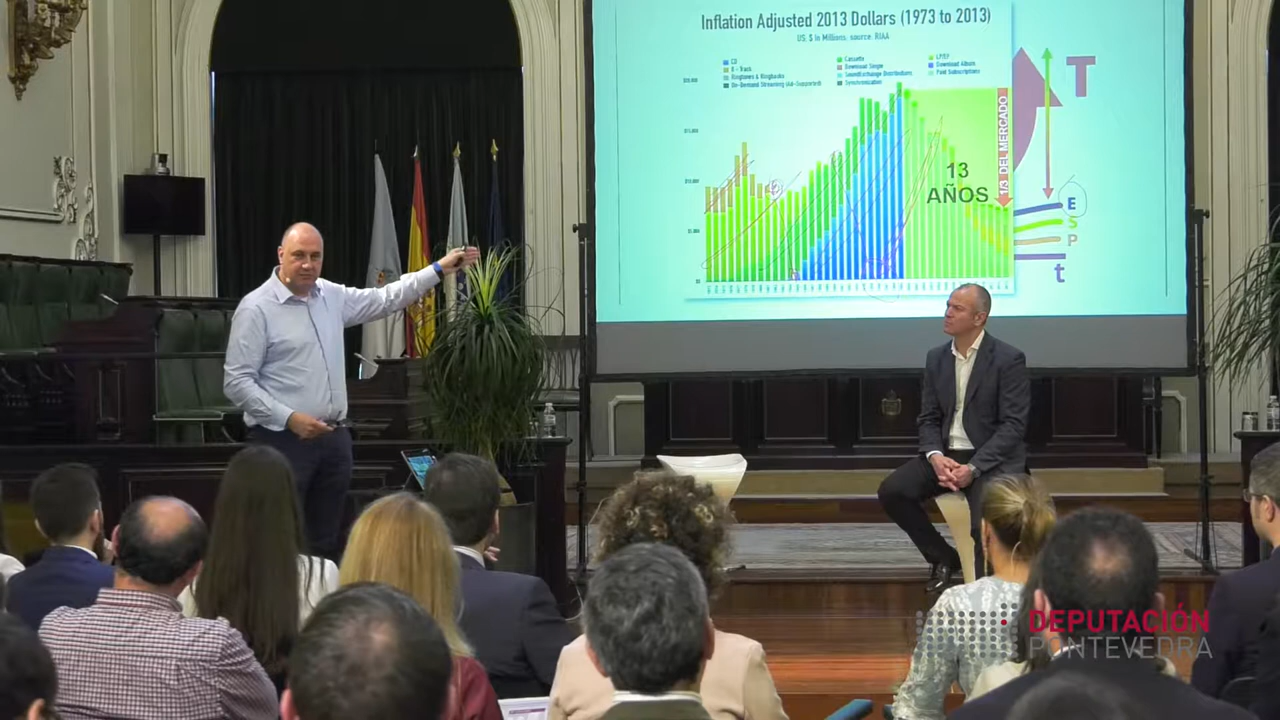 Inflation Adjusted 2013 Dollars (1973 to 2013)
US, $ in Millions, source: RIAA
CD
8 - Track
Ringtones & Ringbacks
On-Demand Streaming (Ad-Supported)
Cassette
Download Single
SoundExchange Distributions
Synchronization
LP/EP
Download Album
Paid Subscriptions
13
AÑOS
1/3 DEL MERCADO
T
E
S
P
t
DEPUTACIÓN
PONTEVEDRA